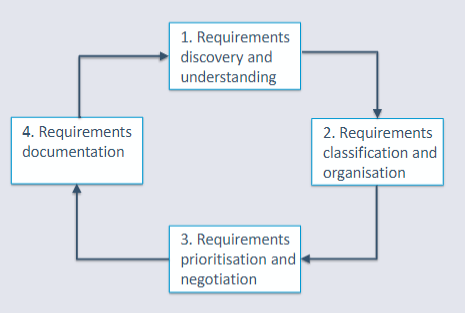 1. Requirements
discovery and
understanding
2. Requirements
classification and
organisation
3. Requirements
prioritisation and
negotiation
4. Requirements
documentation